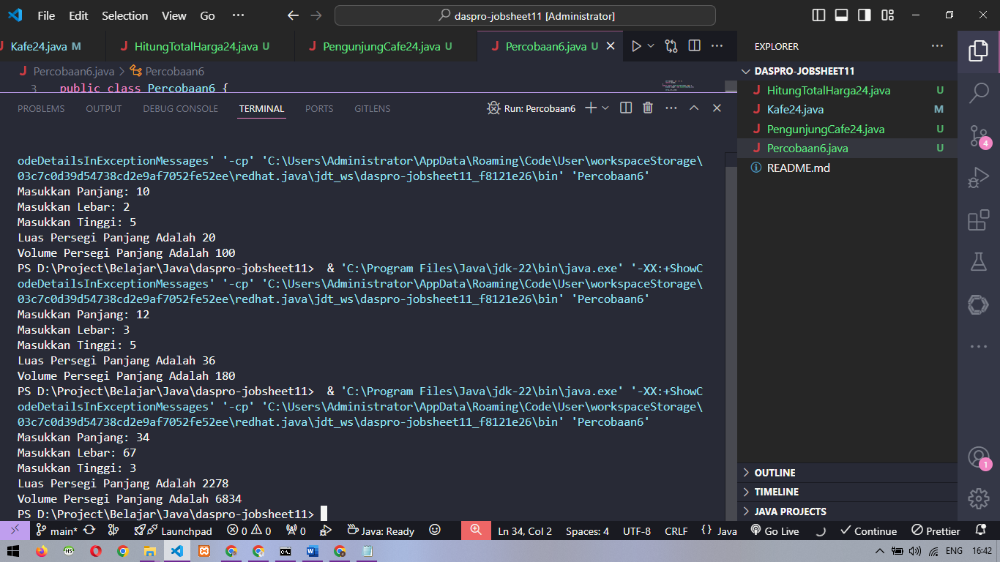 File Edit Selection View Go ··· daspro-jobsheet11 [Administrator]
Kafe24.java M HitungTotalHarga24.java U PengunjungCafe24.java U Percobaan6.java U
Percobaan6.java > Percobaan6
3 public class Percobaan6 {
PROBLEMS OUTPUT DEBUG CONSOLE TERMINAL PORTS GITLENS Run: Percobaan6
odeDetailsInExceptionMessages' '-cp' 'C:\Users\Administrator\AppData\Roaming\Code\User\workspaceStorage\
03c7c0d39d54738cd2e9af7052fe52ee\redhat.java\jdt_ws\daspro-jobsheet11_f8121e26\bin' 'Percobaan6'
Masukkan Panjang: 10
Masukkan Lebar: 2
Masukkan Tinggi: 5
Luas Persegi Panjang Adalah 20
Volume Persegi Panjang Adalah 100
PS D:\Project\Belajar\Java\daspro-jobsheet11>  & 'C:\Program Files\Java\jdk-22\bin\java.exe' '-XX:+ShowC
odeDetailsInExceptionMessages' '-cp' 'C:\Users\Administrator\AppData\Roaming\Code\User\workspaceStorage\
03c7c0d39d54738cd2e9af7052fe52ee\redhat.java\jdt_ws\daspro-jobsheet11_f8121e26\bin' 'Percobaan6'
Masukkan Panjang: 12
Masukkan Lebar: 3
Masukkan Tinggi: 5
Luas Persegi Panjang Adalah 36
Volume Persegi Panjang Adalah 180
PS D:\Project\Belajar\Java\daspro-jobsheet11>  & 'C:\Program Files\Java\jdk-22\bin\java.exe' '-XX:+ShowC
odeDetailsInExceptionMessages' '-cp' 'C:\Users\Administrator\AppData\Roaming\Code\User\workspaceStorage\
03c7c0d39d54738cd2e9af7052fe52ee\redhat.java\jdt_ws\daspro-jobsheet11_f8121e26\bin' 'Percobaan6'
Masukkan Panjang: 34
Masukkan Lebar: 67
Masukkan Tinggi: 3
Luas Persegi Panjang Adalah 2278
Volume Persegi Panjang Adalah 6834
PS D:\Project\Belajar\Java\daspro-jobsheet11>
EXPLORER
DASPRO-JOBSHEET11
HitungTotalHarga24.java U
Kafe24.java M
PengunjungCafe24.java U
Percobaan6.java U
README.md
OUTLINE
TIMELINE
JAVA PROJECTS
4
1
main* Launchpad 0 0 0 Java: Ready Ln 34, Col 2 Spaces: 4 UTF-8 CRLF {} Java Go Live Continue Prettier
HS ENG 16:42